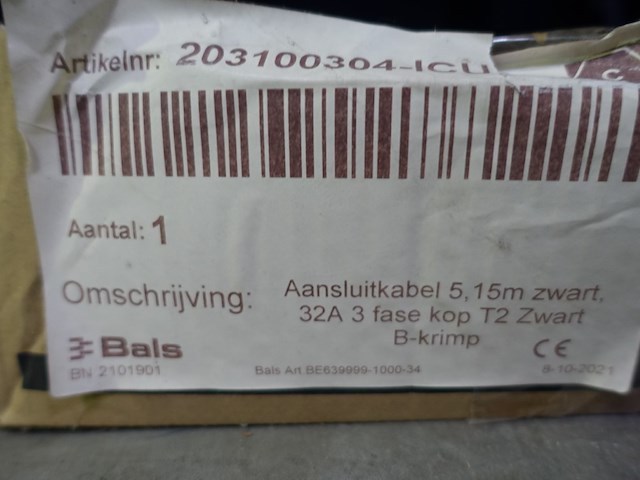 Artikelnr: 203100304-ICU
C
Aantal: 1
Omschrijving: Aansluitkabel 5,15m zwart,
32A 3 fase kop T2 Zwart
B-krimp
Bals CE
BN 2101901 Bals Art BE639999-1000-34 8-10-2021